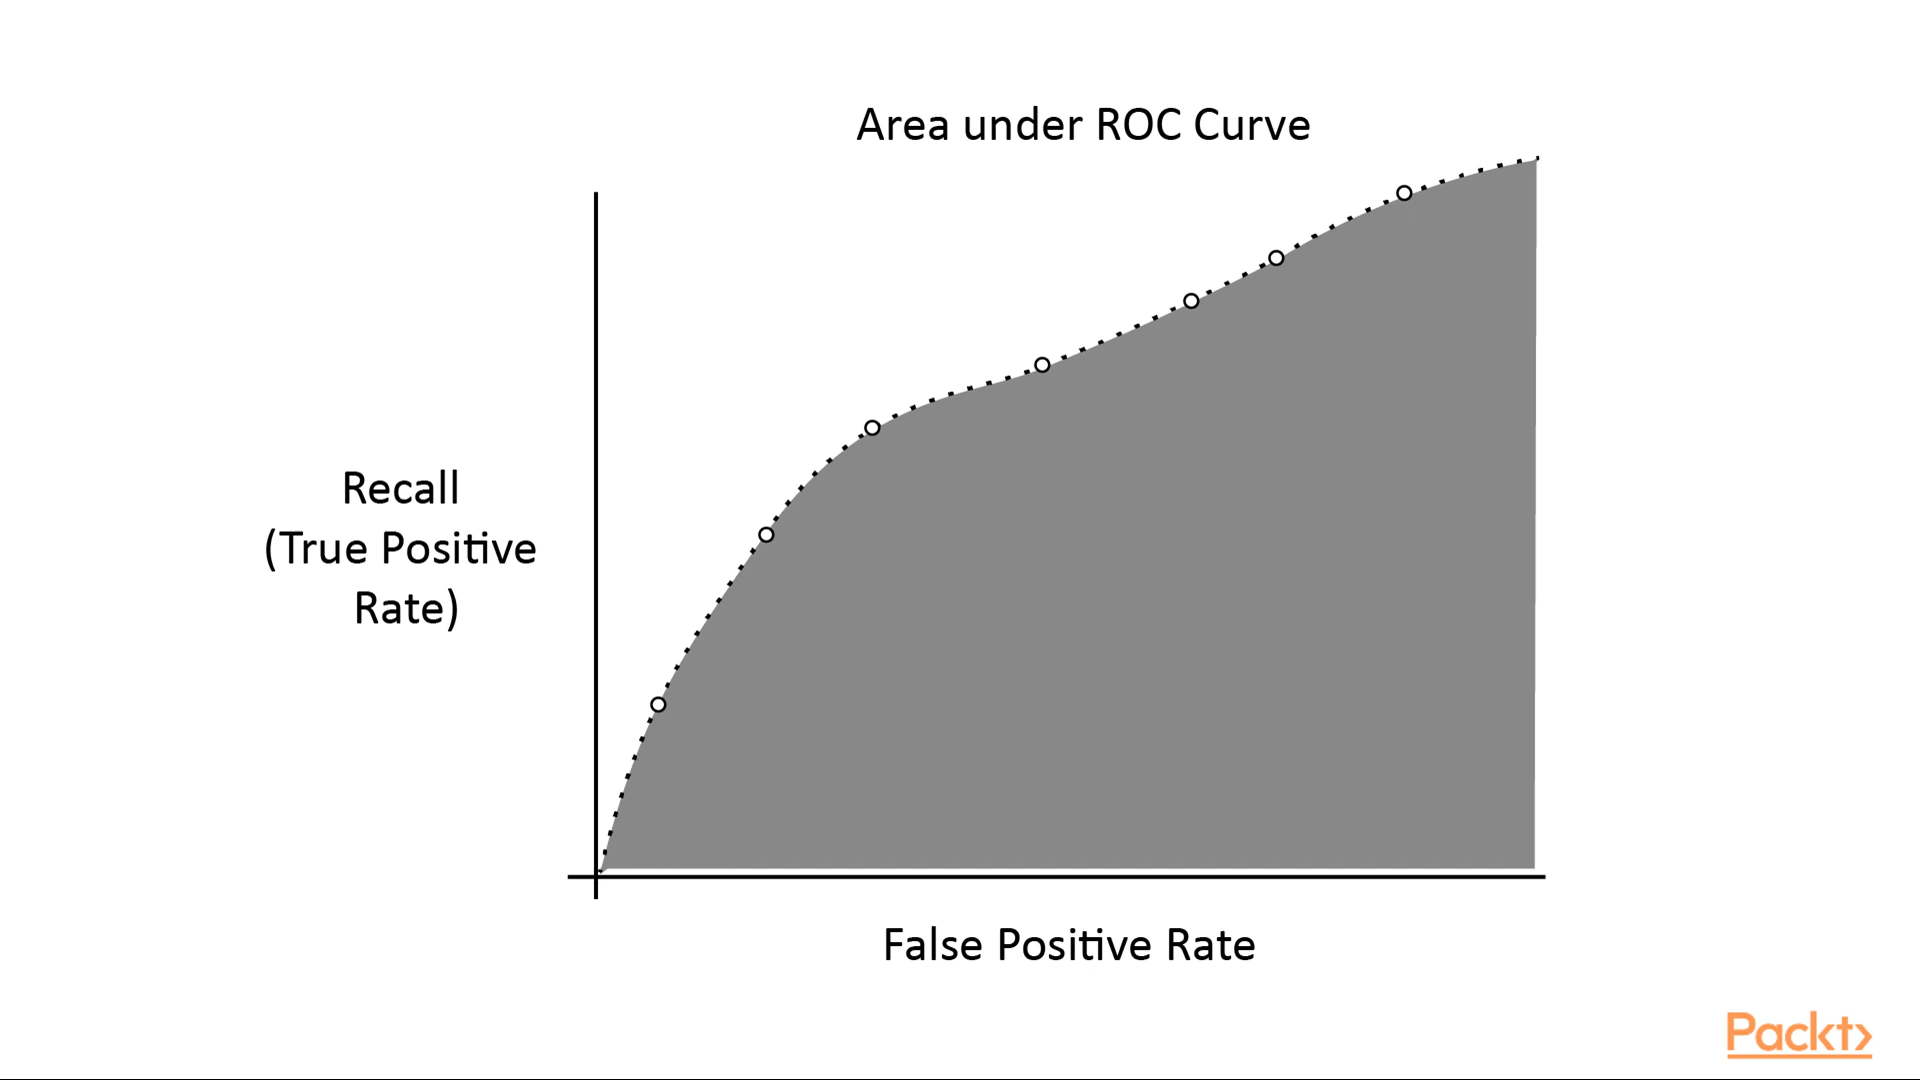 Area under ROC Curve
Recall
(True Positive
Rate)
False Positive Rate
Packt>